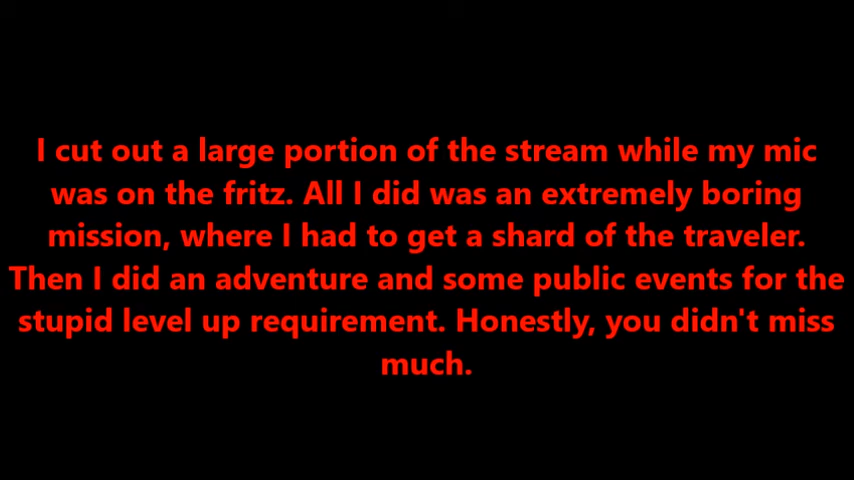 I cut out a large portion of the stream while my mic
was on the fritz. All I did was an extremely boring
mission, where I had to get a shard of the traveler.
Then I did an adventure and some public events for the
stupid level up requirement. Honestly, you didn't miss
much.